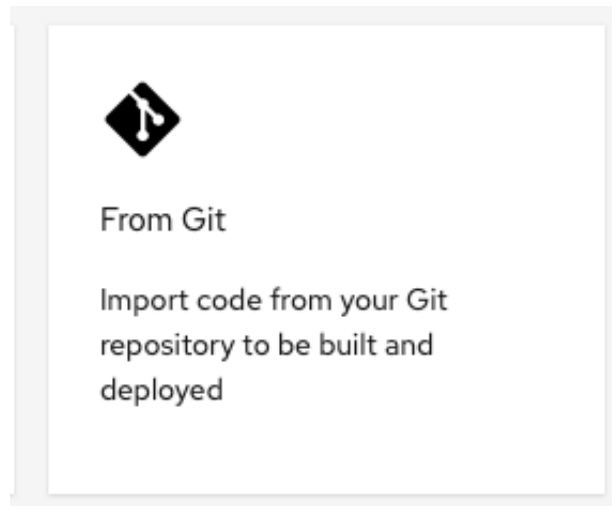 From Git
Import code from your Git
repository to be built and
deployed